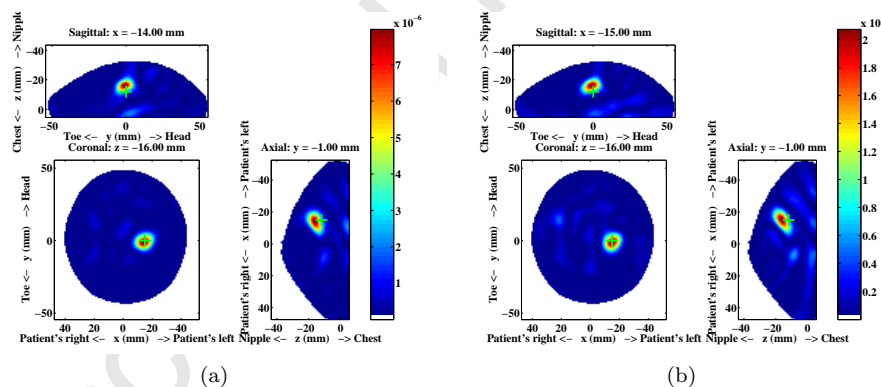 Sagittal: x = −14.00 mm
Chest <− z (mm) −> Nipple
−40
−20
0
−50
0
50
Toe <− y (mm) −> Head
Coronal: z = −16.00 mm
Toe <− y (mm) −> Head
50
0
−50
40
20
0
−20
−40
Patient's right <− x (mm) −> Patient's left
Axial: y = −1.00 mm
Patient's right <− x (mm) −> Patient's left
−40
−20
0
20
40
−40
−20
0
Nipple <− z (mm) −> Chest
x 10⁻⁶
7
6
5
4
3
2
1
(a)
Sagittal: x = −15.00 mm
Chest <− z (mm) −> Nipple
−40
−20
0
−50
0
50
Toe <− y (mm) −> Head
Coronal: z = −16.00 mm
Toe <− y (mm) −> Head
50
0
−50
40
20
0
−20
−40
Patient's right <− x (mm) −> Patient's left
Axial: y = −1.00 mm
Patient's right <− x (mm) −> Patient's left
−40
−20
0
20
40
−40
−20
0
Nipple <− z (mm) −> Chest
x 10
2
1.8
1.6
1.4
1.2
1
0.8
0.6
0.4
0.2
(b)